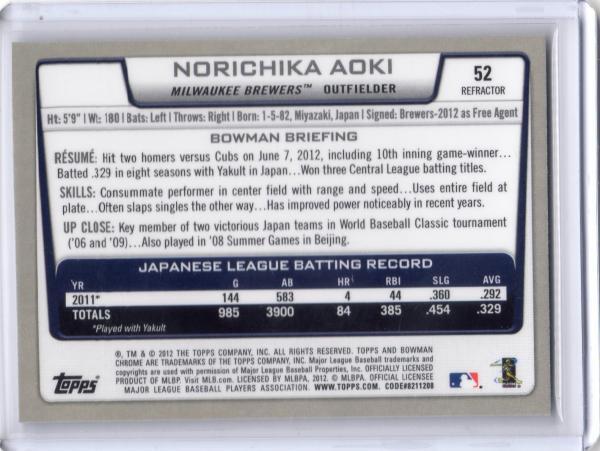 NORICHIKA AOKI
52
MILWAUKEE BREWERS™ OUTFIELDER
REFRACTOR
Ht: 5'9" | Wt: 180 | Bats: Left | Throws: Right | Born: 1-5-82, Miyazaki, Japan | Signed: Brewers-2012 as Free Agent
BOWMAN BRIEFING
RÉSUMÉ: Hit two homers versus Cubs on June 7, 2012, including 10th inning game-winner...
Batted .329 in eight seasons with Yakult in Japan...Won three Central League batting titles.
SKILLS: Consummate performer in center field with range and speed...Uses entire field at
plate...Often slaps singles the other way...Has improved power noticeably in recent years.
UP CLOSE: Key member of two victorious Japan teams in World Baseball Classic tournament
('06 and '09)...Also played in '08 Summer Games in Beijing.
JAPANESE LEAGUE BATTING RECORD
YR G AB HR RBI SLG AVG
2011* 144 583 4 44 .360 .292
TOTALS 985 3900 84 385 .454 .329
*Played with Yakult
®, TM & © 2012 THE TOPPS COMPANY, INC. ALL RIGHTS RESERVED. TOPPS AND BOWMAN
CHROME ARE TRADEMARKS OF THE TOPPS COMPANY, INC. Major League Baseball trademarks and
copyrights are used with permission of Major League Baseball Properties, Inc. OFFICIALLY LICENSED
PRODUCT OF MLBP. Visit MLB.com. LICENSED BY MLBPA, 2012. © MLBPA. OFFICIAL LICENSEE
MAJOR LEAGUE BASEBALL PLAYERS ASSOCIATION. WWW.TOPPS.COM. CODE#8211208
TOPPS